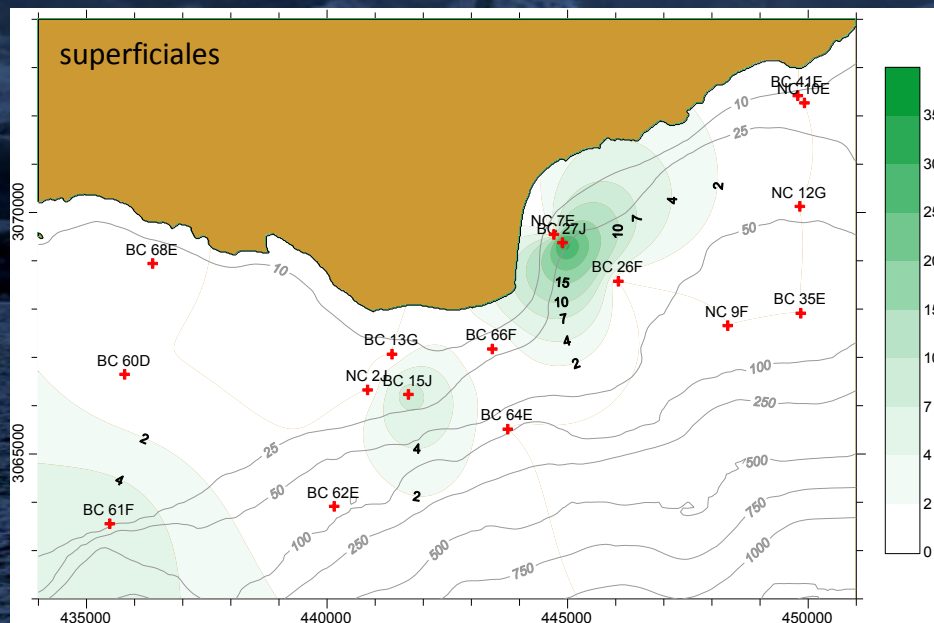 superficiales
BC 41E
NC 10E
10
25
2
4
7
10
NC 12G
50
NC 7F
BC 27J
BC 68E
10
BC 26F
15
10
7
4
2
BC 35E
NC 9F
BC 13G
BC 66F
100
BC 60D
NC 2J
BC 15J
250
BC 64E
2
25
4
500
4
50
2
BC 62E
750
BC 61F
100
250
500
1000
750
3070000
3065000
435000
440000
445000
450000
35
30
25
20
15
10
7
4
2
0